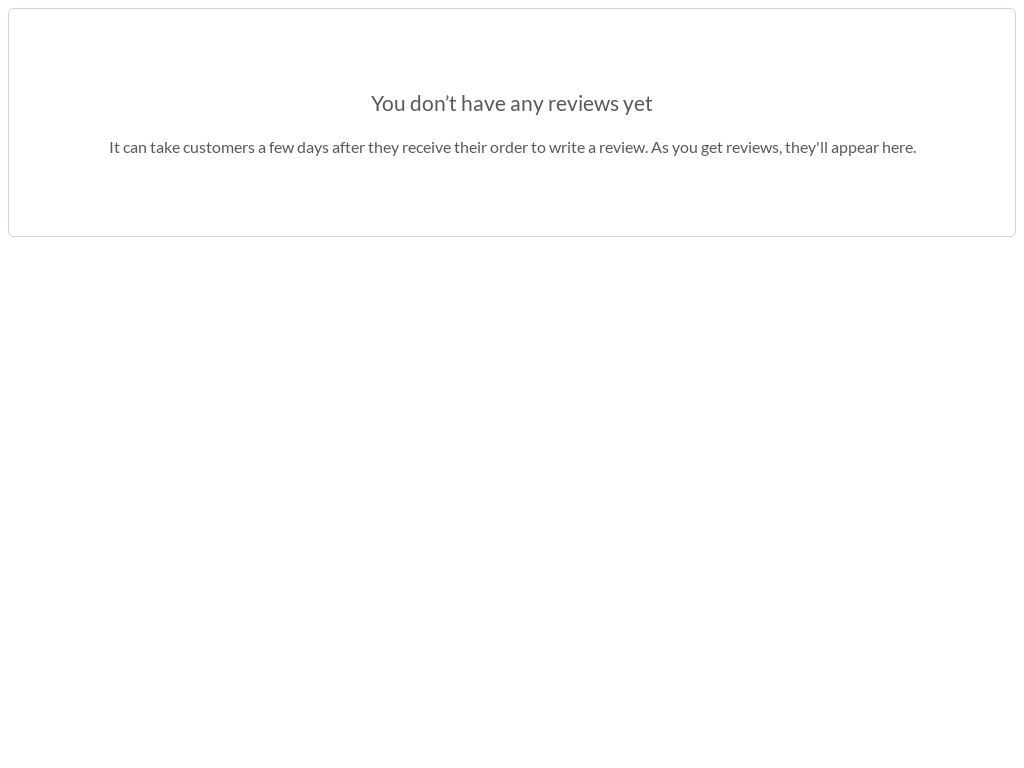 You don’t have any reviews yet
It can take customers a few days after they receive their order to write a review. As you get reviews, they'll appear here.